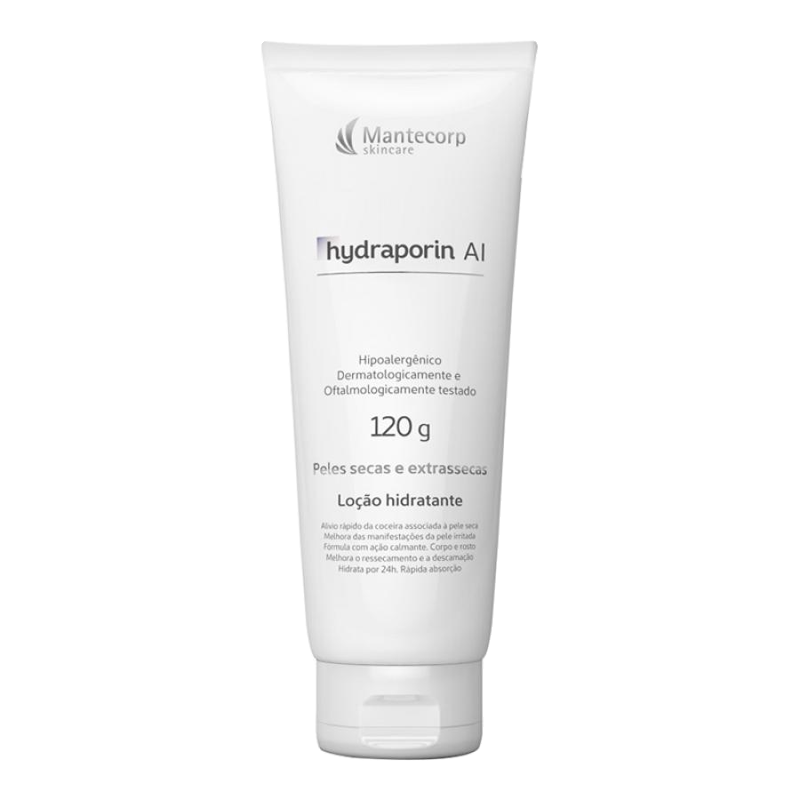 Mantecorp
skincare
hydraporin AI
Hipoalergênico
Dermatologicamente e
Oftalmologicamente testado
120 g
Peles secas e extrassecas
Loção hidratante
Alívio rápido da coceira associada à pele seca
Melhora das manifestações da pele irritada
Fórmula com ação calmante. Corpo e rosto
Melhora o ressecamento e a descamação
Hidrata por 24h. Rápida absorção